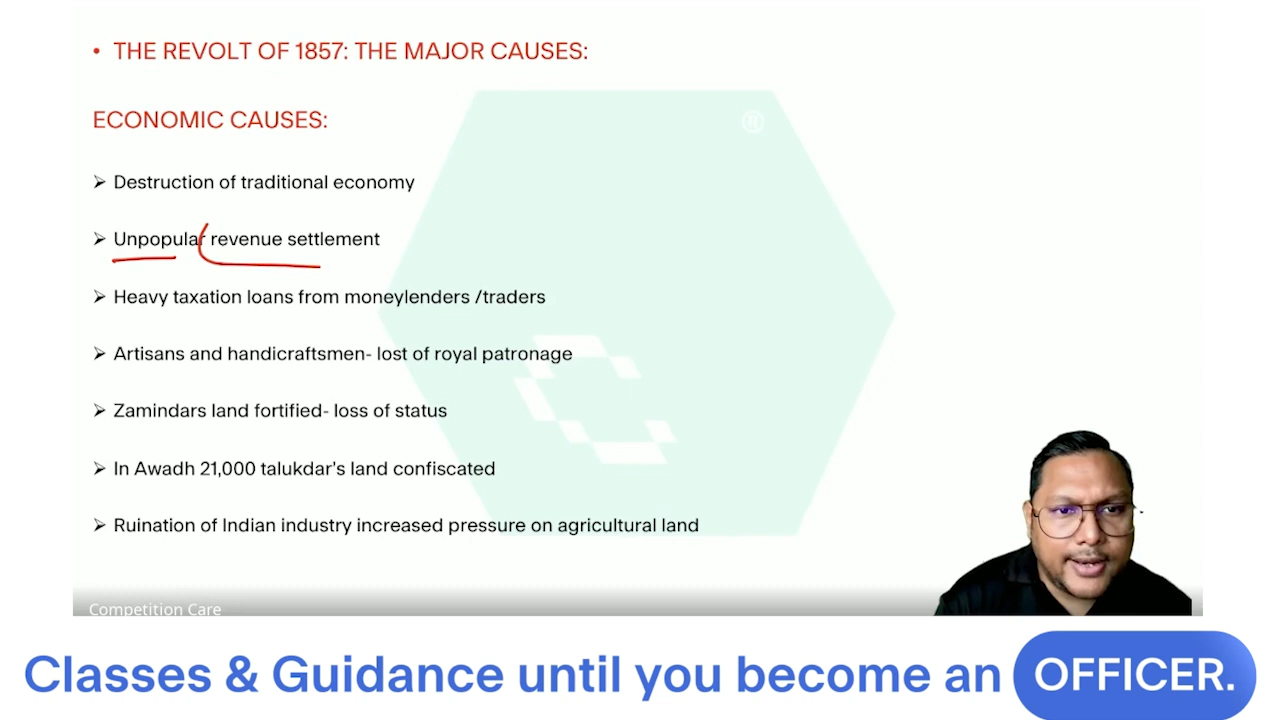 • THE REVOLT OF 1857: THE MAJOR CAUSES:
ECONOMIC CAUSES:
®
➢ Destruction of traditional economy
➢ Unpopular revenue settlement
➢ Heavy taxation loans from moneylenders /traders
➢ Artisans and handicraftsmen- lost of royal patronage
➢ Zamindars land fortified- loss of status
➢ In Awadh 21,000 talukdar's land confiscated
➢ Ruination of Indian industry increased pressure on agricultural land
Competition Care
Classes & Guidance until you become an OFFICER.